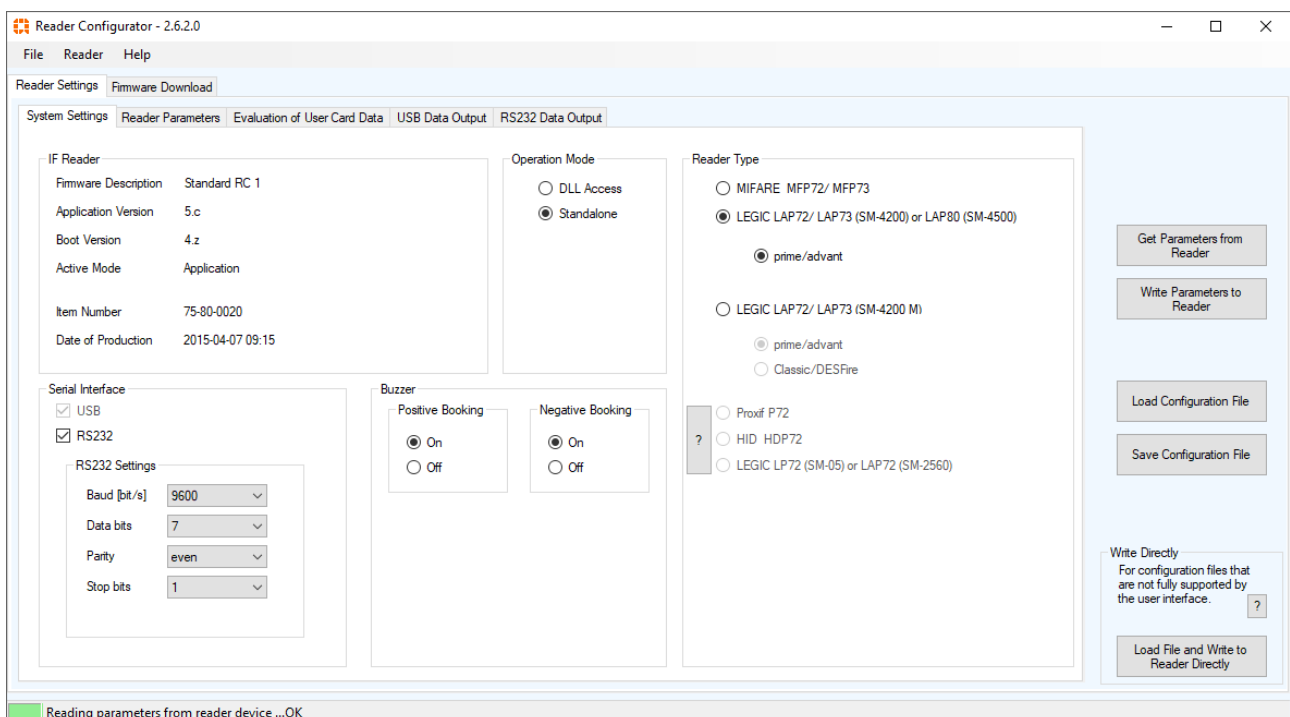 Reader Configurator - 2.6.2.0
File Reader Help
Reader Settings Firmware Download
System Settings Reader Parameters Evaluation of User Card Data USB Data Output RS232 Data Output
IF Reader
Firmware Description Standard RC 1
Application Version 5.c
Boot Version 4.z
Active Mode Application
Item Number 75-80-0020
Date of Production 2015-04-07 09:15
Operation Mode
DLL Access
Standalone
Reader Type
MIFARE MFP72/ MFP73
LEGIC LAP72/ LAP73 (SM-4200) or LAP80 (SM-4500)
prime/advant
LEGIC LAP72/ LAP73 (SM-4200 M)
prime/advant
Classic/DESFire
?
Proxif P72
HID HDP72
LEGIC LP72 (SM-05) or LAP72 (SM-2560)
Serial Interface
USB
RS232
RS232 Settings
Baud [bit/s] 9600
Data bits 7
Parity even
Stop bits 1
Buzzer
Positive Booking
On
Off
Negative Booking
On
Off
Get Parameters from
Reader
Write Parameters to
Reader
Load Configuration File
Save Configuration File
Write Directly
For configuration files that
are not fully supported by
the user interface.
?
Load File and Write to
Reader Directly
Reading parameters from reader device ...OK